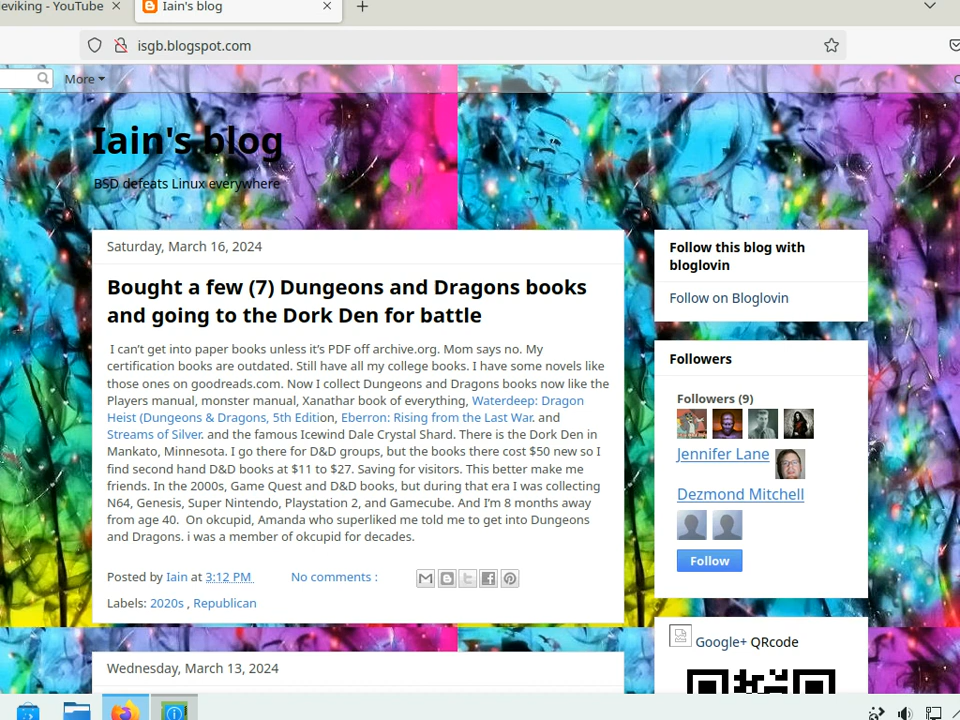 eviking - YouTube
Iain's blog
isgb.blogspot.com
More
Iain's blog
BSD defeats Linux everywhere
Saturday, March 16, 2024
Bought a few (7) Dungeons and Dragons books
and going to the Dork Den for battle
I can't get into paper books unless it's PDF off archive.org. Mom says no. My
certification books are outdated. Still have all my college books. I have some novels like
those ones on goodreads.com. Now I collect Dungeons and Dragons books now like the
Players manual, monster manual, Xanathar book of everything, Waterdeep: Dragon
Heist (Dungeons & Dragons, 5th Edition, Eberron: Rising from the Last War. and
Streams of Silver. and the famous Icewind Dale Crystal Shard. There is the Dork Den in
Mankato, Minnesota. I go there for D&D groups, but the books there cost $50 new so I
find second hand D&D books at $11 to $27. Saving for visitors. This better make me
friends. In the 2000s, Game Quest and D&D books, but during that era I was collecting
N64, Genesis, Super Nintendo, Playstation 2, and Gamecube. And I'm 8 months away
from age 40. On okcupid, Amanda who superliked me told me to get into Dungeons
and Dragons. i was a member of okcupid for decades.
Posted by Iain at 3:12 PM
No comments :
Labels: 2020s , Republican
Wednesday, March 13, 2024
Follow this blog with
bloglovin
Follow on Bloglovin
Followers
Followers (9)
Jennifer Lane
Dezmond Mitchell
Follow
Google+ QRcode